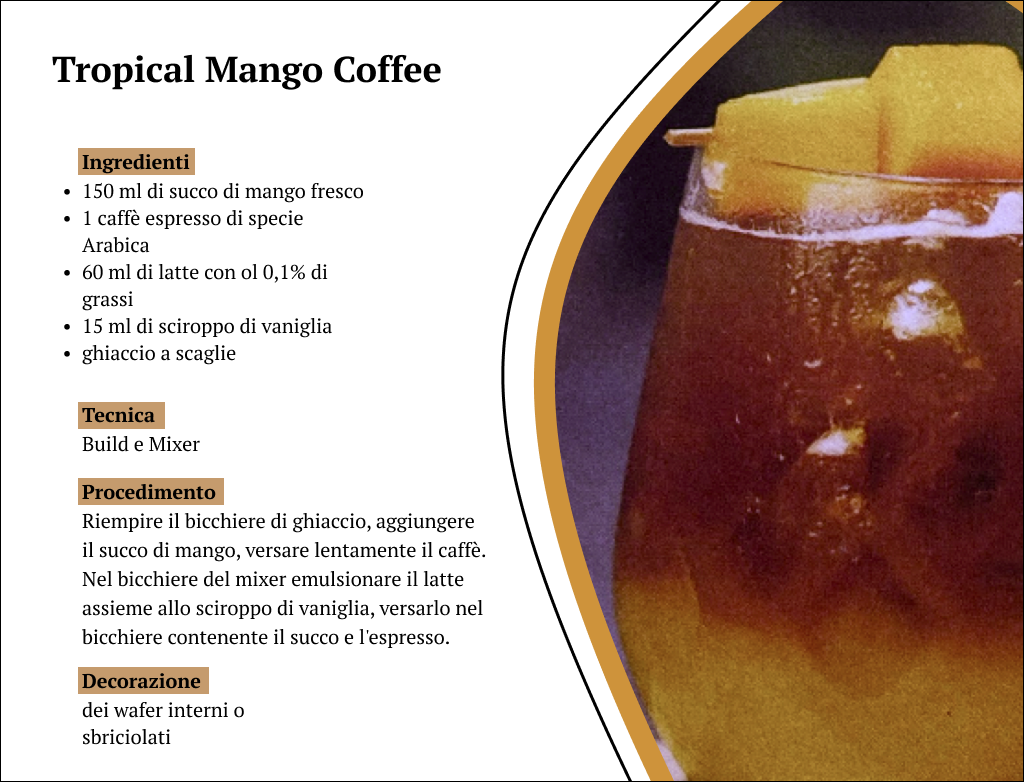 Tropical Mango Coffee
Ingredienti
• 150 ml di succo di mango fresco
• 1 caffè espresso di specie
Arabica
• 60 ml di latte con ol 0,1% di
grassi
• 15 ml di sciroppo di vaniglia
• ghiaccio a scaglie
Tecnica
Build e Mixer
Procedimento
Riempire il bicchiere di ghiaccio, aggiungere
il succo di mango, versare lentamente il caffè.
Nel bicchiere del mixer emulsionare il latte
assieme allo sciroppo di vaniglia, versarlo nel
bicchiere contenente il succo e l'espresso.
Decorazione
dei wafer interni o
sbriciolati